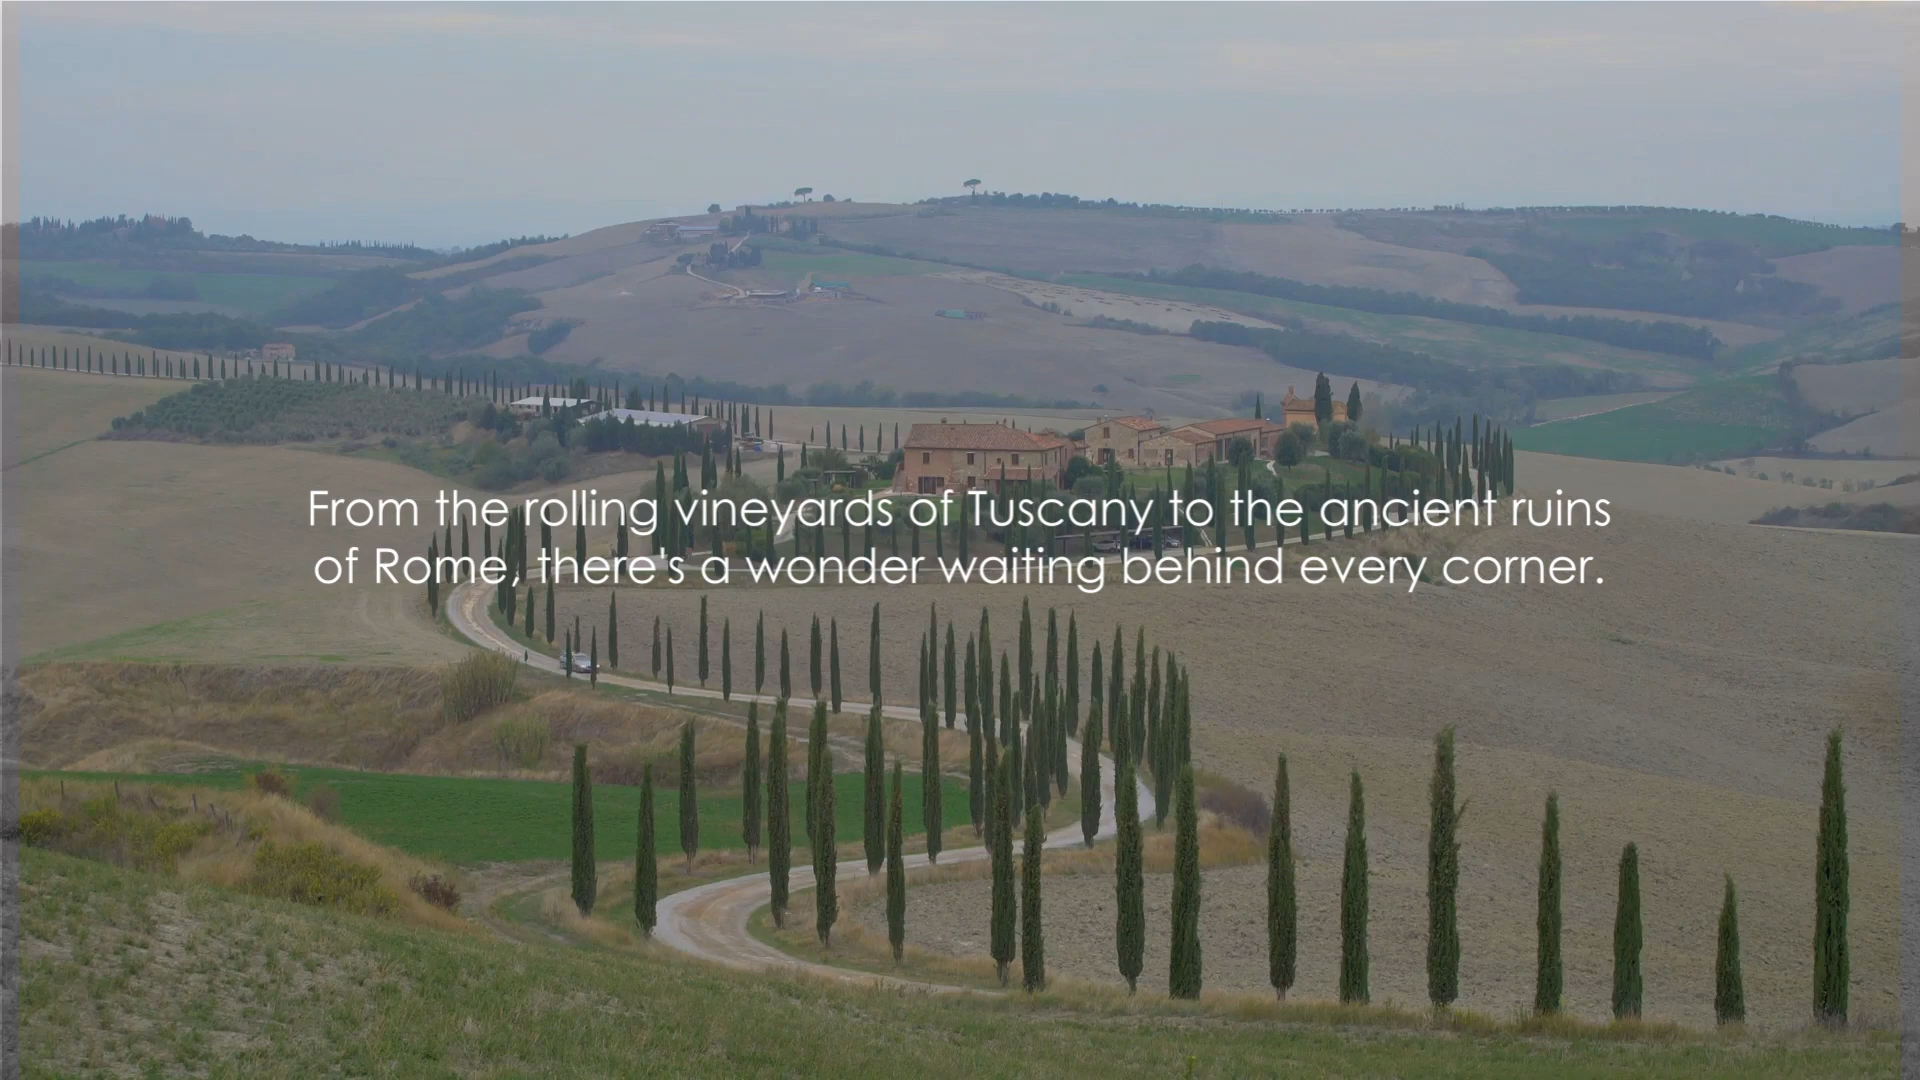 From the rolling vineyards of Tuscany to the ancient ruins
of Rome, there's a wonder waiting behind every corner.